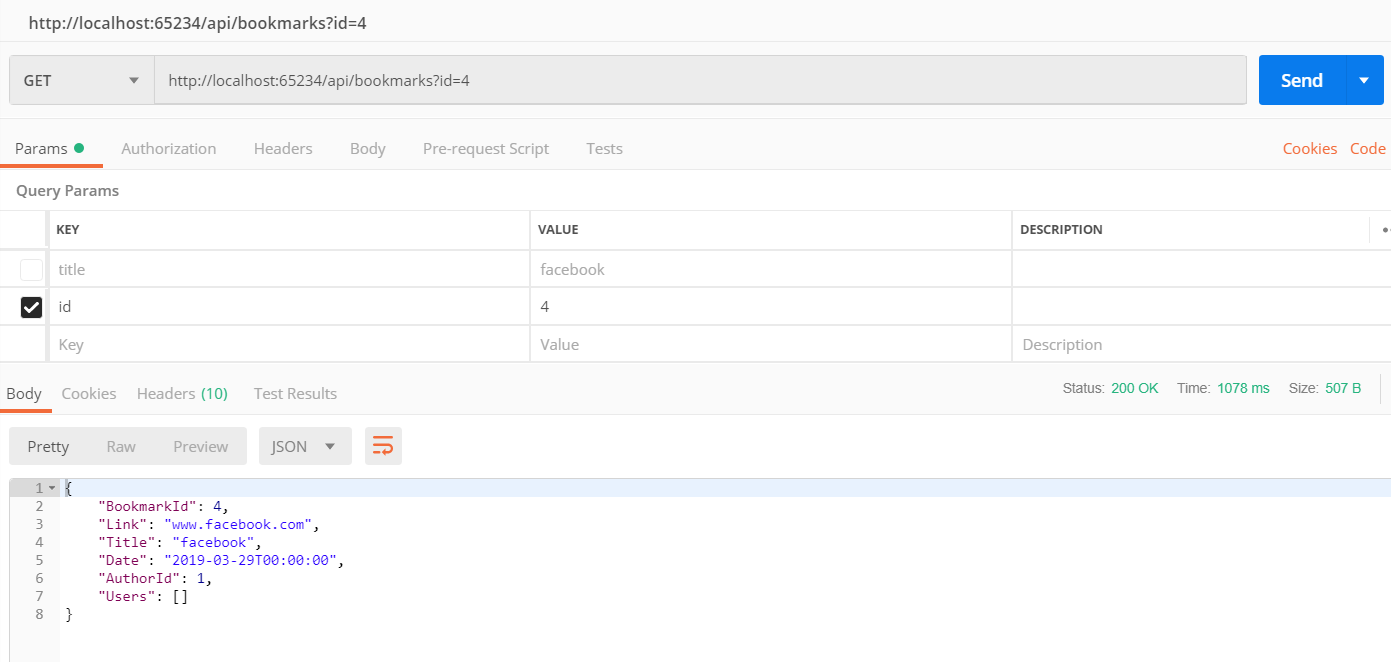 http://localhost:65234/api/bookmarks?id=4
GET http://localhost:65234/api/bookmarks?id=4 Send
Params Authorization Headers Body Pre-request Script Tests Cookies Code
Query Params
KEY VALUE DESCRIPTION
title facebook
id 4
Key Value Description
Body Cookies Headers (10) Test Results Status: 200 OK Time: 1078 ms Size: 507 B
Pretty Raw Preview JSON
1 {
2 "BookmarkId": 4,
3 "Link": "www.facebook.com",
4 "Title": "facebook",
5 "Date": "2019-03-29T00:00:00",
6 "AuthorId": 1,
7 "Users": []
8 }